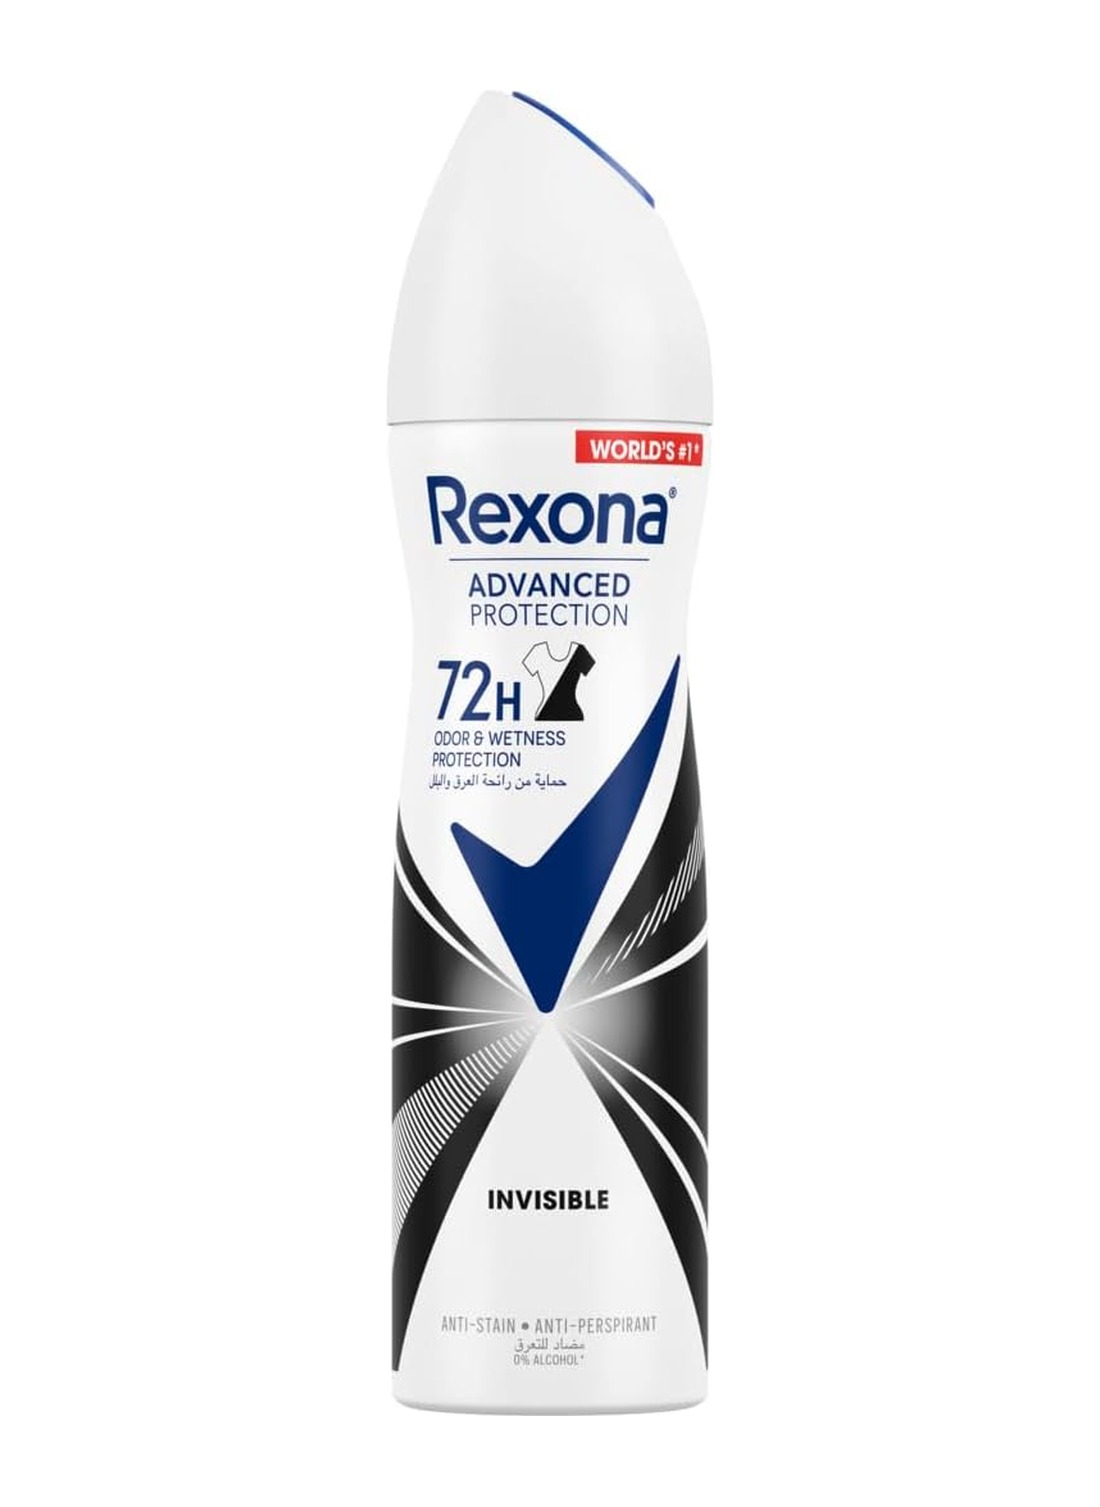 WORLD'S #1*
Rexona®
ADVANCED
PROTECTION
72H
ODOR & WETNESS
PROTECTION
حماية من رائحة العرق والبلل
INVISIBLE
ANTI-STAIN • ANTI-PERSPIRANT
مضاد للتعرق
0% ALCOHOL*